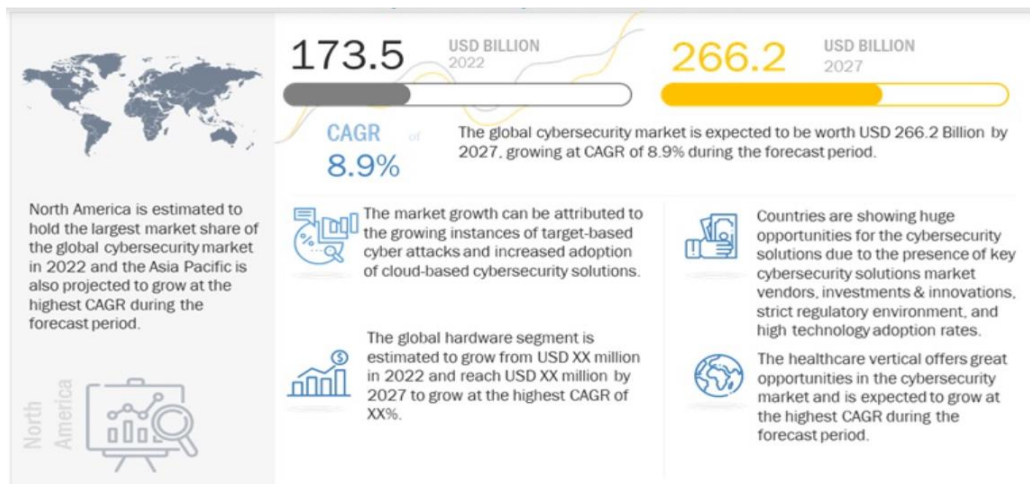 173.5
USD BILLION
2022
266.2
USD BILLION
2027
CAGR of
8.9%
The global cybersecurity market is expected to be worth USD 266.2 Billion by
2027, growing at CAGR of 8.9% during the forecast period.
North America is estimated to
hold the largest market share of
the global cybersecurity market
in 2022 and the Asia Pacific is
also projected to grow at the
highest CAGR during the
forecast period.
North
America
The market growth can be attributed to
the growing instances of target-based
cyber attacks and increased adoption
of cloud-based cybersecurity solutions.
The global hardware segment is
estimated to grow from USD XX million
in 2022 and reach USD XX million by
2027 to grow at the highest CAGR of
XX%.
Countries are showing huge
opportunities for the cybersecurity
solutions due to the presence of key
cybersecurity solutions market
vendors, investments & innovations,
strict regulatory environment, and
high technology adoption rates.
The healthcare vertical offers great
opportunities in the cybersecurity
market and is expected to grow at
the highest CAGR during the
forecast period.